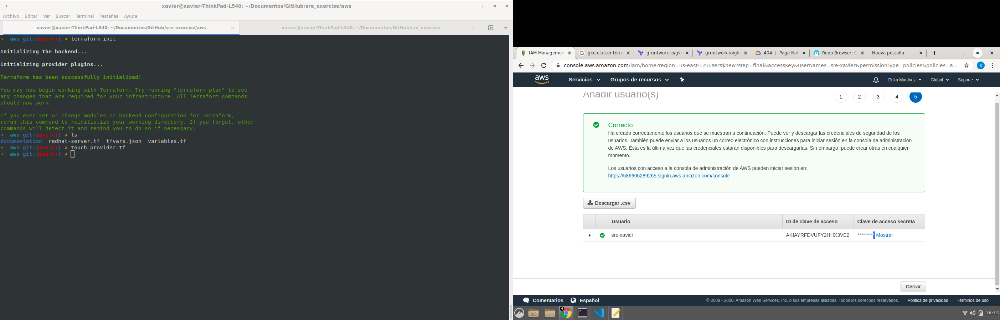 xavier@xavier-ThinkPad-L540: ~/Documentos/GitHub/sre_exercise/aws
Archivo Editar Ver Buscar Terminal Pestañas Ayuda
xavier@xavier-ThinkPad-L540: ~/Documentos/GitHub/sre_exercise/aws
xavier@xavier-ThinkPad-L540: ~/Documentos/GitHub/sre_exercise
➜ aws git:(master) ✗ terraform init
Initializing the backend...
Initializing provider plugins...
Terraform has been successfully initialized!
You may now begin working with Terraform. Try running "terraform plan" to see
any changes that are required for your infrastructure. All Terraform commands
should now work.
If you ever set or change modules or backend configuration for Terraform,
rerun this command to reinitialize your working directory. If you forget, other
commands will detect it and remind you to do so if necessary.
➜ aws git:(master) ✗ ls
documentation redhat-server.tf tfvars.json variables.tf
➜ aws git:(master) ✗ touch provider.tf
➜ aws git:(master) ✗
IAM Managemen
gke cluster terra
gruntwork-io/gke
gruntwork-io/gke
404 | Page Not
Repo Browser: G
Nueva pestaña
console.aws.amazon.com/iam/home?region=us-east-1#/users$new?step=final&accessKey&userNames=sre-xavier&permissionType=policies&policies=a...
X
aws Servicios Grupos de recursos Erika Martinez Global Soporte
Añadir usuario(s)
1 2 3 4 5
Correcto
Ha creado correctamente los usuarios que se muestran a continuación. Puede ver y descargar las credenciales de seguridad de los
usuarios. También puede enviar a los usuarios un correo electrónico con instrucciones para iniciar sesión en la consola de administración
de AWS. Esta es la última vez que las credenciales estarán disponibles para descargarlas. Sin embargo, puede crear otras en cualquier
momento.
Los usuarios con acceso a la consola de administración de AWS pueden iniciar sesión en:
https://586606289265.signin.aws.amazon.com/console
Descargar .csv
Usuario ID de clave de acceso Clave de acceso secreta
sre-xavier AKIAYRFDVUFY2HHX3VE2 ********* Mostrar
Cerrar
Comentarios Español © 2008 - 2020, Amazon Web Services, Inc. o sus empresas afiliadas. Todos los derechos reservados. Política de privacidad Términos de uso
4
18:15